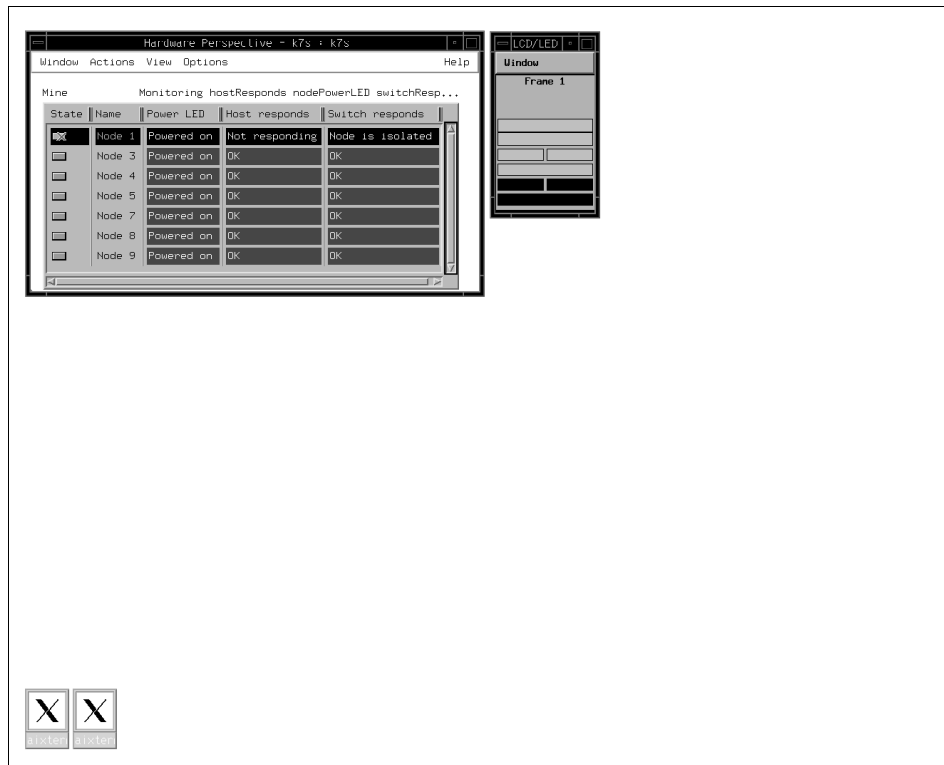 Hardware Perspective - k7s : k7s
Window Actions View Options Help
Mine Monitoring hostResponds nodePowerLED switchResp...
State Name Power LED Host responds Switch responds
Node 1 Powered on Not responding Node is isolated
Node 3 Powered on OK OK
Node 4 Powered on OK OK
Node 5 Powered on OK OK
Node 7 Powered on OK OK
Node 8 Powered on OK OK
Node 9 Powered on OK OK
LCD/LED
Window
Frame 1
X X
aixter aixter